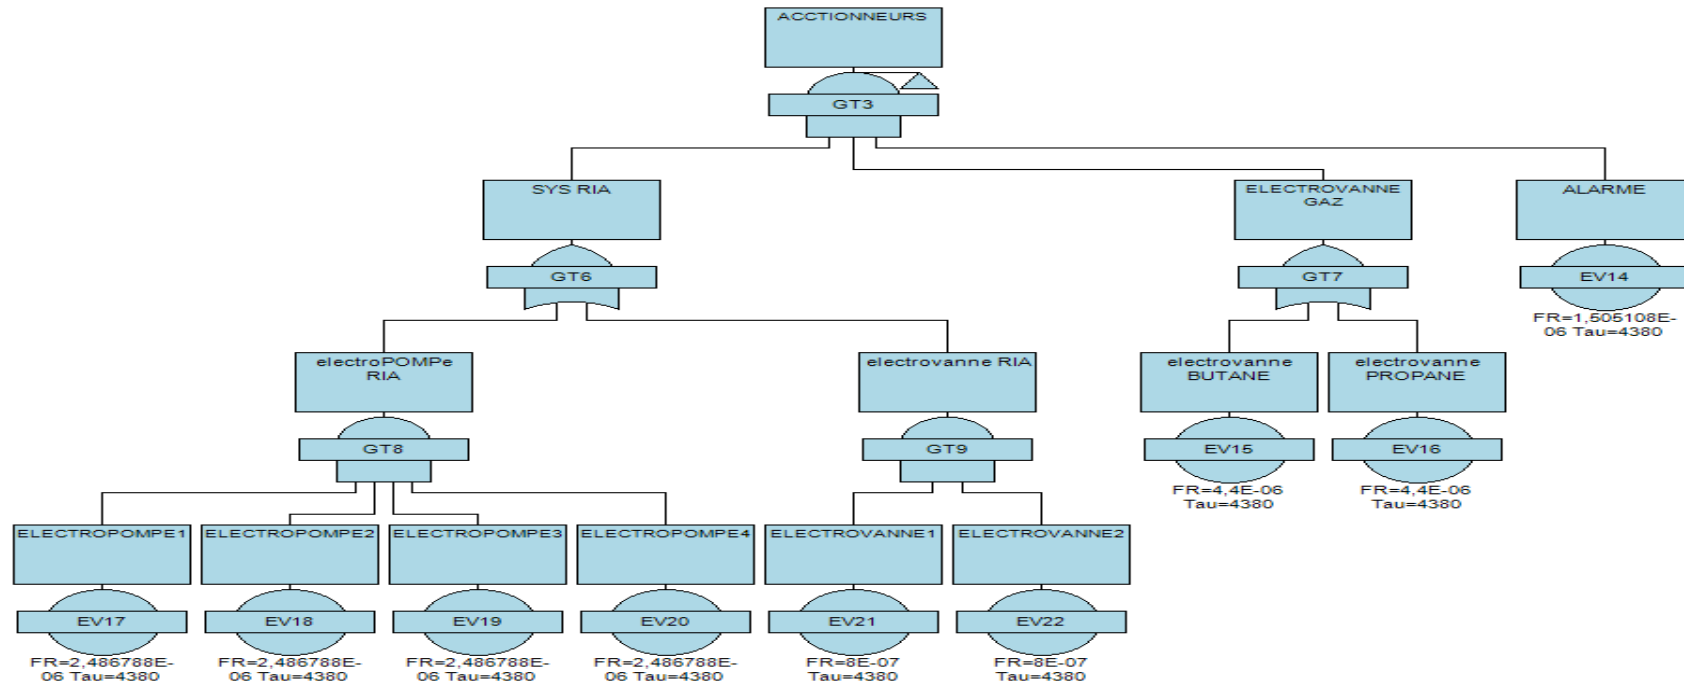 ACCTIONNEURS
GT3
SYS RIA
GT6
ELECTROVANNE
GAZ
GT7
ALARME
EV14
FR=1,505108E-
06 Tau=4380
electroPOMPe
RIA
GT8
electrovanne RIA
GT9
electrovanne
BUTANE
EV15
FR=4,4E-06
Tau=4380
electrovanne
PROPANE
EV16
FR=4,4E-06
Tau=4380
ELECTROPOMPE1
EV17
FR=2,486788E-
06 Tau=4380
ELECTROPOMPE2
EV18
FR=2,486788E-
06 Tau=4380
ELECTROPOMPE3
EV19
FR=2,486788E-
06 Tau=4380
ELECTROPOMPE4
EV20
FR=2,486788E-
06 Tau=4380
ELECTROVANNE1
EV21
FR=8E-07
Tau=4380
ELECTROVANNE2
EV22
FR=8E-07
Tau=4380